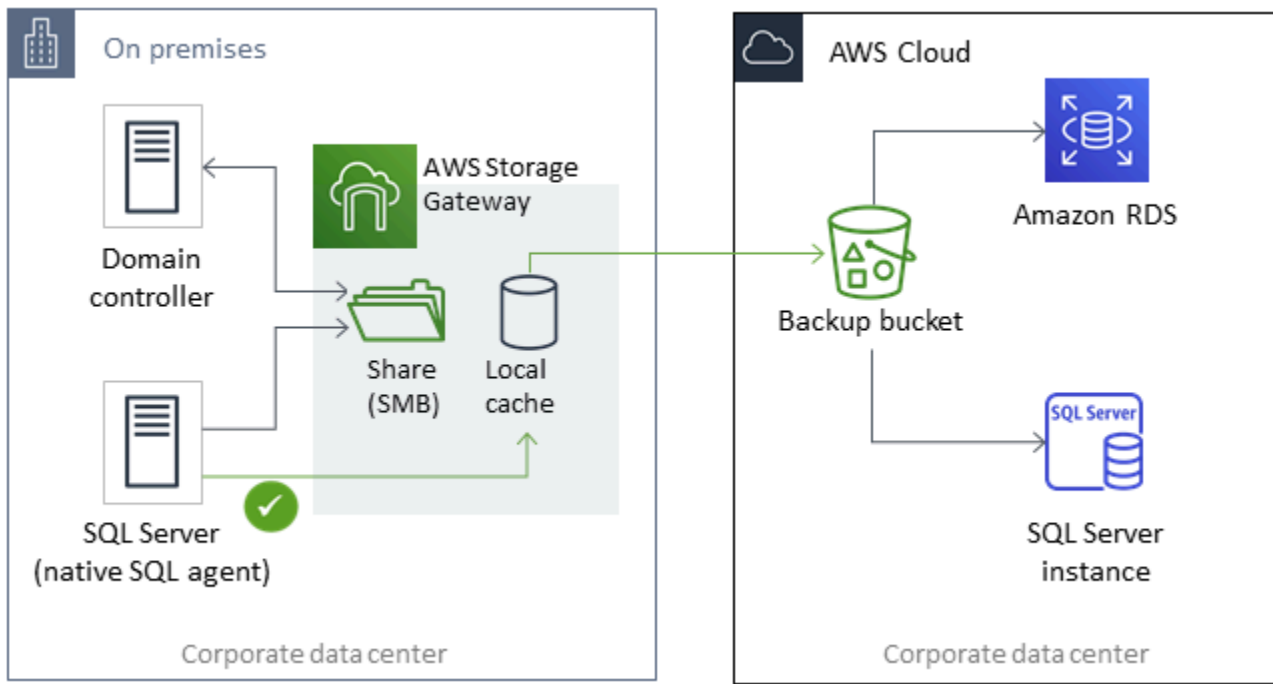 On premises
AWS Storage
Gateway
Domain
controller
Share
(SMB)
Local
cache
SQL Server
(native SQL agent)
Corporate data center
AWS Cloud
Amazon RDS
Backup bucket
SQL Server
SQL Server
instance
Corporate data center